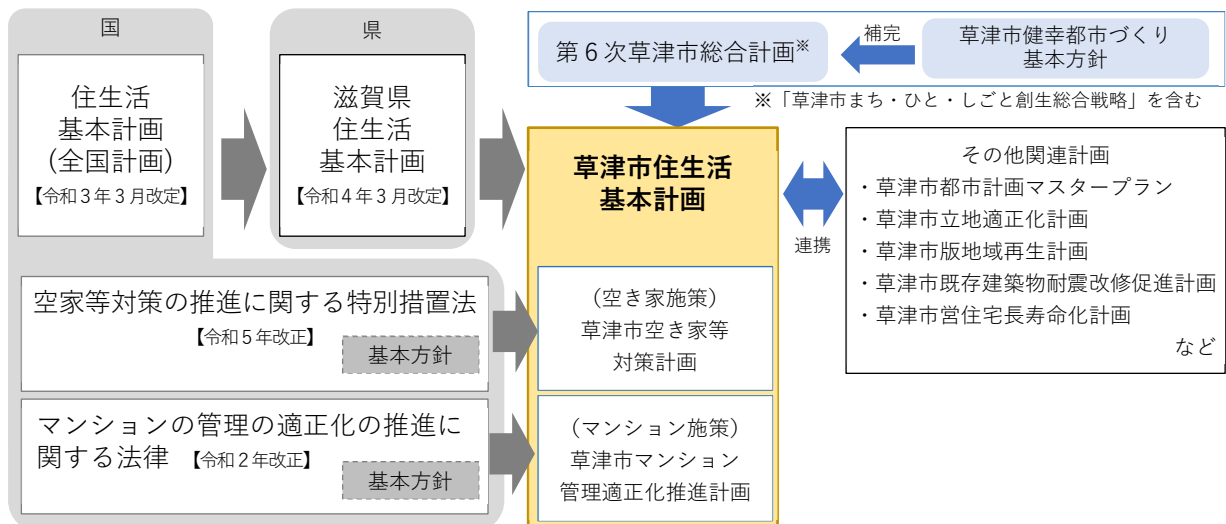 国
住生活
基本計画
(全国計画)
【令和３年３月改定】
県
滋賀県
住生活
基本計画
【令和４年３月改定】
第６次草津市総合計画※
補完
草津市健幸都市づくり
基本方針
※「草津市まち・ひと・しごと創生総合戦略」を含む
草津市住生活
基本計画
連携
その他関連計画
・草津市都市計画マスタープラン
・草津市立地適正化計画
・草津市版地域再生計画
・草津市既存建築物耐震改修促進計画
・草津市営住宅長寿命化計画
など
空家等対策の推進に関する特別措置法
【令和５年改正】
基本方針
(空き家施策)
草津市空き家等
対策計画
マンションの管理の適正化の推進に
関する法律 【令和２年改正】
基本方針
(マンション施策)
草津市マンション
管理適正化推進計画